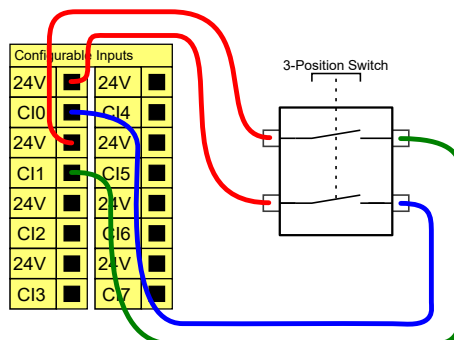 Configurable Inputs
24V 24V
CI0 CI4
24V 24V
CI1 CI5
24V 24V
CI2 CI6
24V 24V
CI3 CI7
3-Position Switch